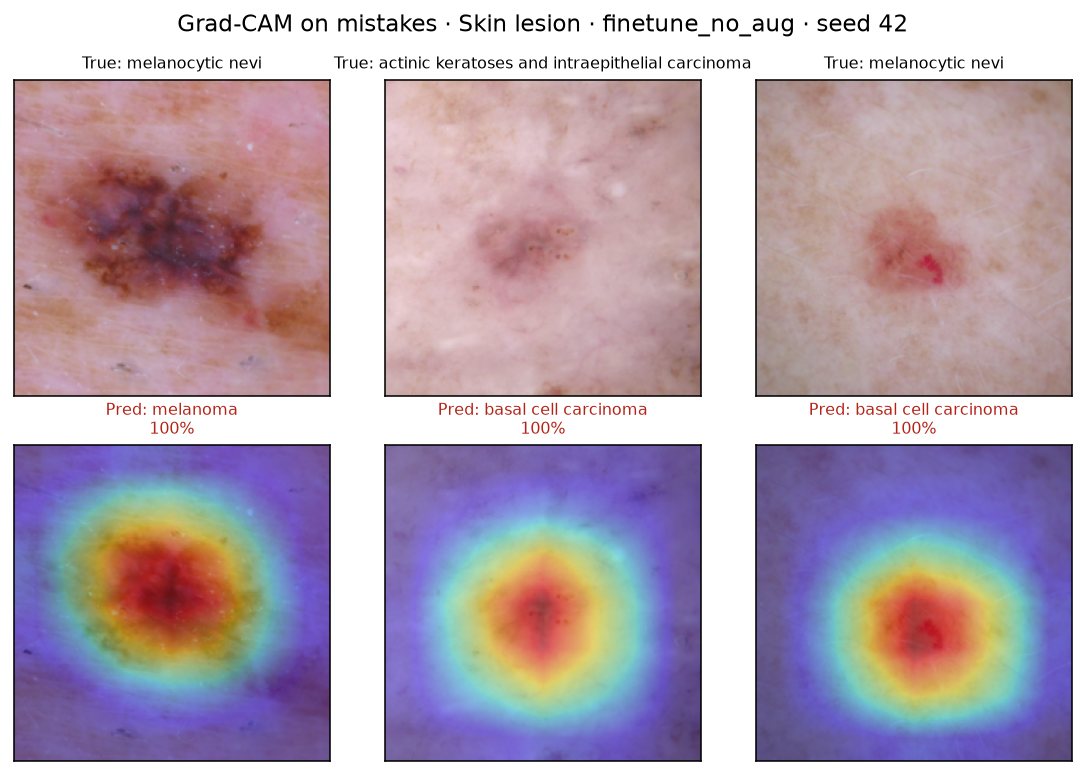 Grad-CAM on mistakes · Skin lesion · finetune_no_aug · seed 42
True: melanocytic nevi
True: actinic keratoses and intraepithelial carcinoma
True: melanocytic nevi
Pred: melanoma
100%
Pred: basal cell carcinoma
100%
Pred: basal cell carcinoma
100%